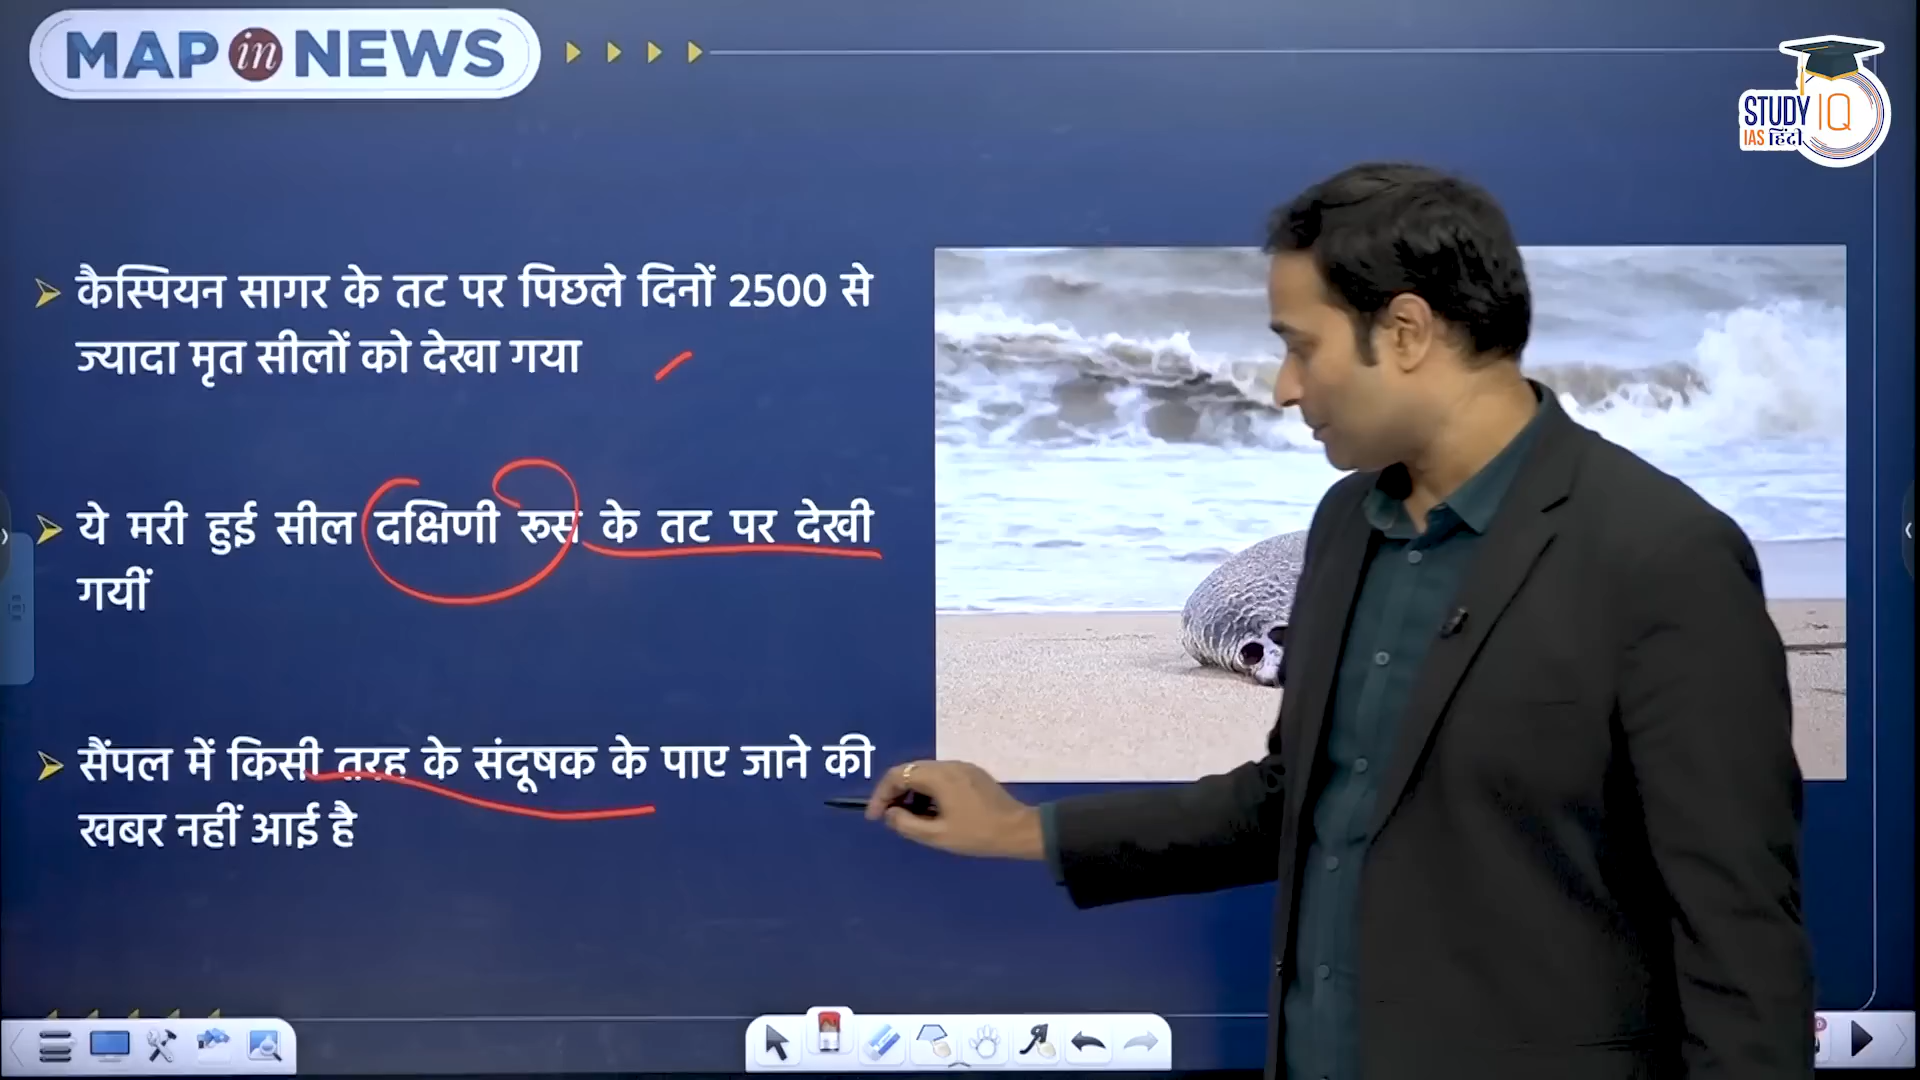 MAP in NEWS
STUDY IQ
IAS हिंदी
कैस्पियन सागर के तट पर पिछले दिनों 2500 से
ज्यादा मृत सीलों को देखा गया
ये मरी हुई सील दक्षिणी रूस के तट पर देखी
गयीं
सैंपल में किसी तरह के संदूषक के पाए जाने की
खबर नहीं आई है